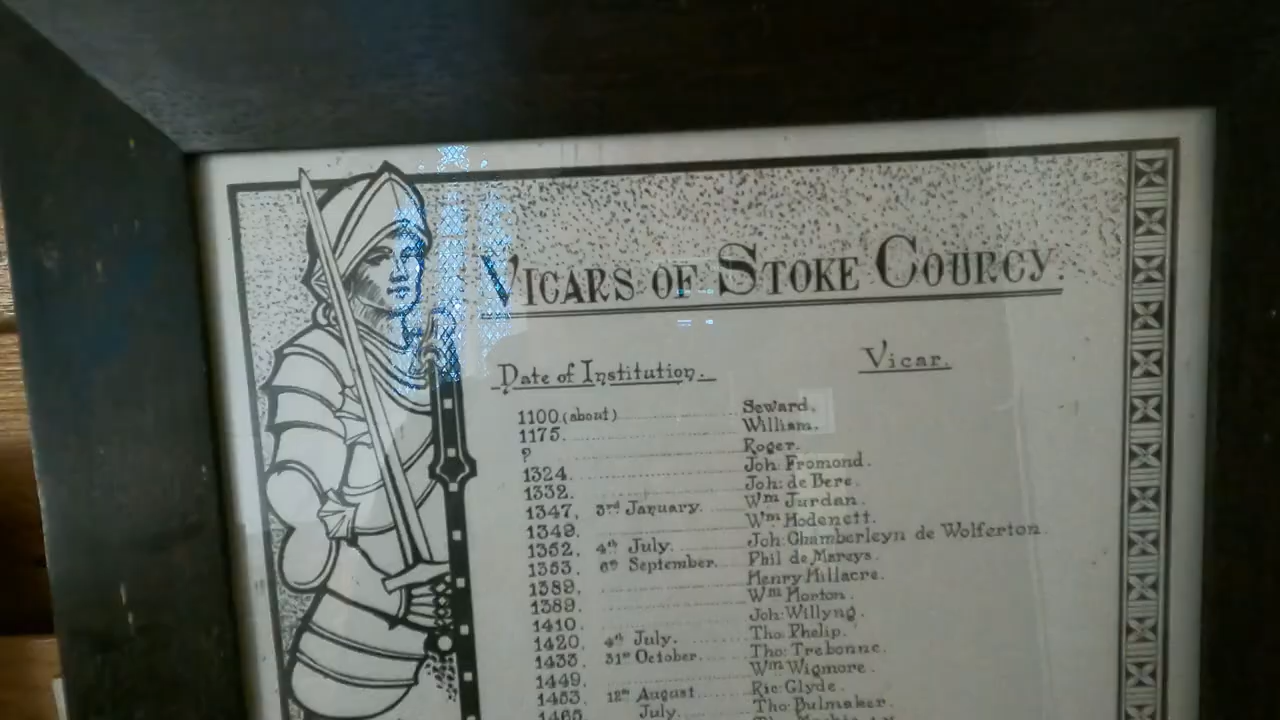 VICARS OF STOKE COURCY.
Date of Institution. Vicar.
1100 (about) Seward.
1175. William.
? Roger.
1324. Joh: Fromond.
1332. Joh: de Bere.
1347, 3rd January. Wm Jurdan.
1349. Wm Hodenett.
1352, 4th July. Joh: Chamberleyn de Wolferton.
1353, 6th September. Phil de Mareys.
1389, Henry Millacre.
1389. Wm Morton.
1410. Joh: Willyng.
1420, 4th July. Tho: Phelip.
1433, 31st October. Tho: Trebonne.
1449. Wm Wigmore.
1453, 12th August Ric: Glyde.
1465, July. Tho: Bulmaker.